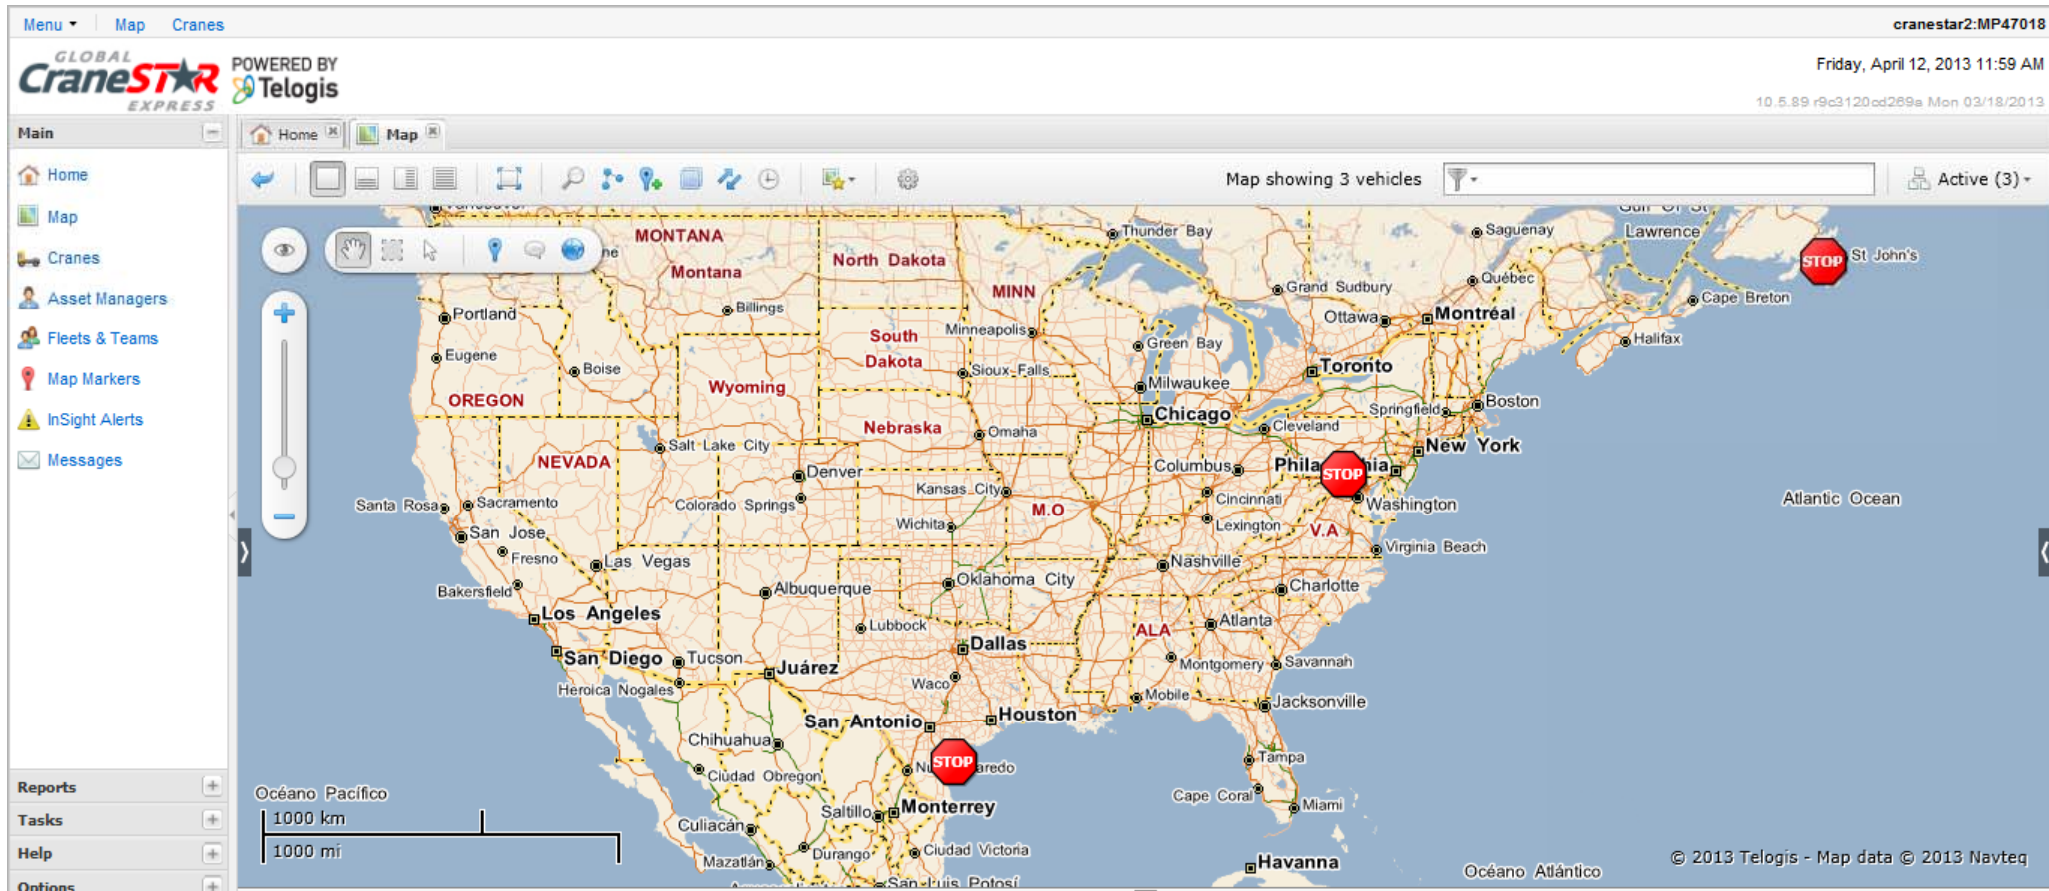 Menu Map Cranes
cranestar2:MP47018
GLOBAL
CraneSTAR
EXPRESS
POWERED BY
Telogis
Friday, April 12, 2013 11:59 AM
10.5.89 r9c3120cd269a Mon 03/18/2013
Main
Home
Map
Cranes
Asset Managers
Fleets & Teams
Map Markers
InSight Alerts
Messages
Reports
Tasks
Help
Options
Home Map
Map showing 3 vehicles
Active (3)
Vancouver
Thunder Bay
Saguenay
Gulf Of St
Lawrence
STOP
St John's
MONTANA
Montana
North Dakota
MINN
Grand Sudbury
Québec
Cape Breton
Portland
Billings
Minneapolis
Ottawa
Montréal
Halifax
Eugene
Boise
South
Dakota
Green Bay
Toronto
Sioux Falls
Milwaukee
OREGON
Wyoming
Chicago
Springfield
Boston
Nebraska
Omaha
Cleveland
New York
Salt Lake City
NEVADA
Denver
Columbus
STOP
Kansas City
Cincinnati
Washington
Atlantic Ocean
Santa Rosa
Sacramento
Colorado Springs
M.O
Wichita
Lexington
V.A
San Jose
Fresno
Las Vegas
Nashville
Virginia Beach
Bakersfield
Albuquerque
Oklahoma City
Charlotte
Los Angeles
Lubbock
ALA
Atlanta
Dallas
San Diego
Tucson
Juárez
Montgomery
Savannah
Heroica Nogales
Waco
Mobile
Jacksonville
San Antonio
Houston
Chihuahua
STOP
Tampa
Ciudad Obregon
Cape Coral
Miami
Océano Pacífico
1000 km
1000 mi
Saltillo
Monterrey
Culiacán
Mazatlán
Durango
Ciudad Victoria
Havanna
San Luis Potosí
Océano Atlántico
© 2013 Telogis - Map data © 2013 Navteq